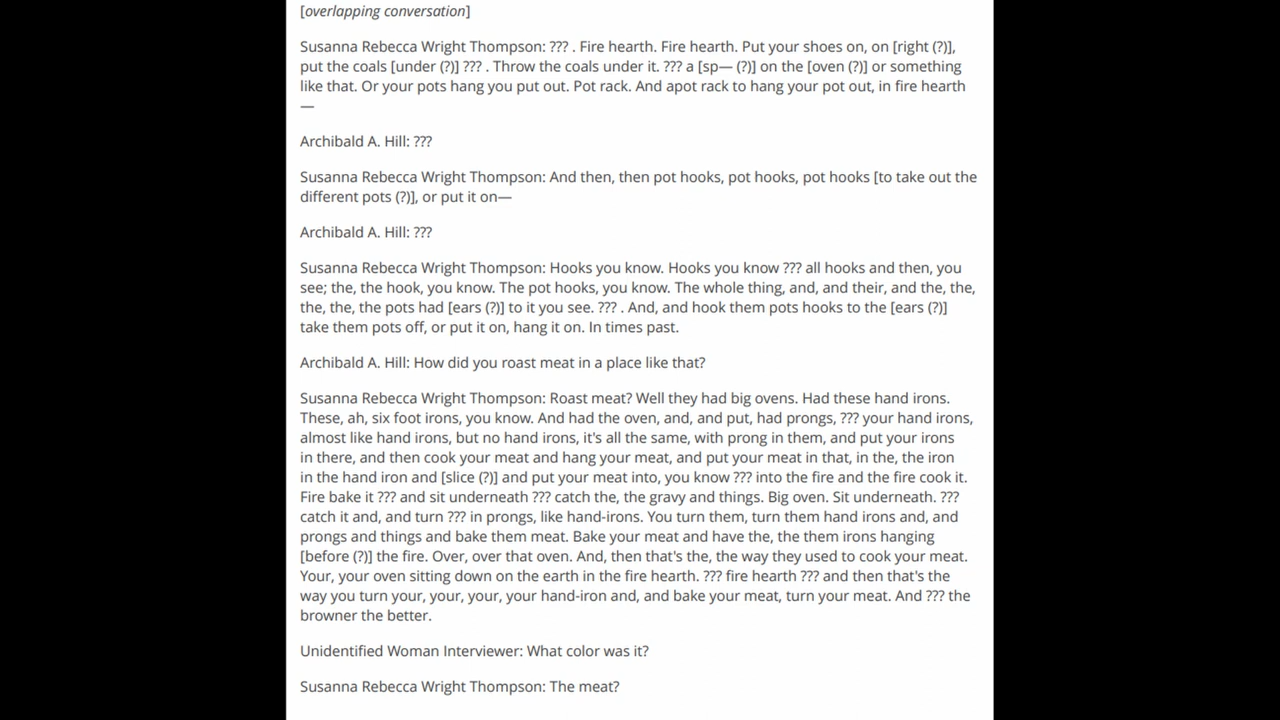 [overlapping conversation]
Susanna Rebecca Wright Thompson: ??? . Fire hearth. Fire hearth. Put your shoes on, on [right (?)],
put the coals [under (?)] ??? . Throw the coals under it. ??? a [sp— (?)] on the [oven (?)] or something
like that. Or your pots hang you put out. Pot rack. And apot rack to hang your pot out, in fire hearth
—
Archibald A. Hill: ???
Susanna Rebecca Wright Thompson: And then, then pot hooks, pot hooks, pot hooks [to take out the
different pots (?)], or put it on—
Archibald A. Hill: ???
Susanna Rebecca Wright Thompson: Hooks you know. Hooks you know ??? all hooks and then, you
see; the, the hook, you know. The pot hooks, you know. The whole thing, and, and their, and the, the,
the, the, the pots had [ears (?)] to it you see. ??? . And, and hook them pots hooks to the [ears (?)]
take them pots off, or put it on, hang it on. In times past.
Archibald A. Hill: How did you roast meat in a place like that?
Susanna Rebecca Wright Thompson: Roast meat? Well they had big ovens. Had these hand irons.
These, ah, six foot irons, you know. And had the oven, and, and put, had prongs, ??? your hand irons,
almost like hand irons, but no hand irons, it's all the same, with prong in them, and put your irons
in there, and then cook your meat and hang your meat, and put your meat in that, in the, the iron
in the hand iron and [slice (?)] and put your meat into, you know ??? into the fire and the fire cook it.
Fire bake it ??? and sit underneath ??? catch the, the gravy and things. Big oven. Sit underneath. ???
catch it and, and turn ??? in prongs, like hand-irons. You turn them, turn them hand irons and, and
prongs and things and bake them meat. Bake your meat and have the, the them irons hanging
[before (?)] the fire. Over, over that oven. And, then that's the, the way they used to cook your meat.
Your, your oven sitting down on the earth in the fire hearth. ??? fire hearth ??? and then that's the
way you turn your, your, your, your hand-iron and, and bake your meat, turn your meat. And ??? the
browner the better.
Unidentified Woman Interviewer: What color was it?
Susanna Rebecca Wright Thompson: The meat?